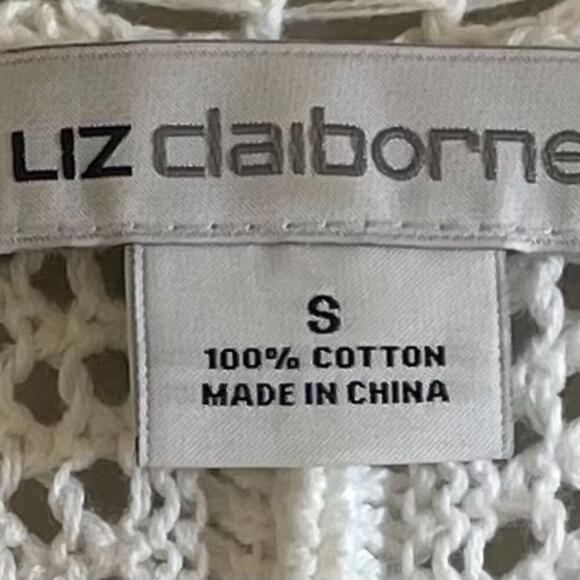 LIZ claiborne
S
100% COTTON
MADE IN CHINA